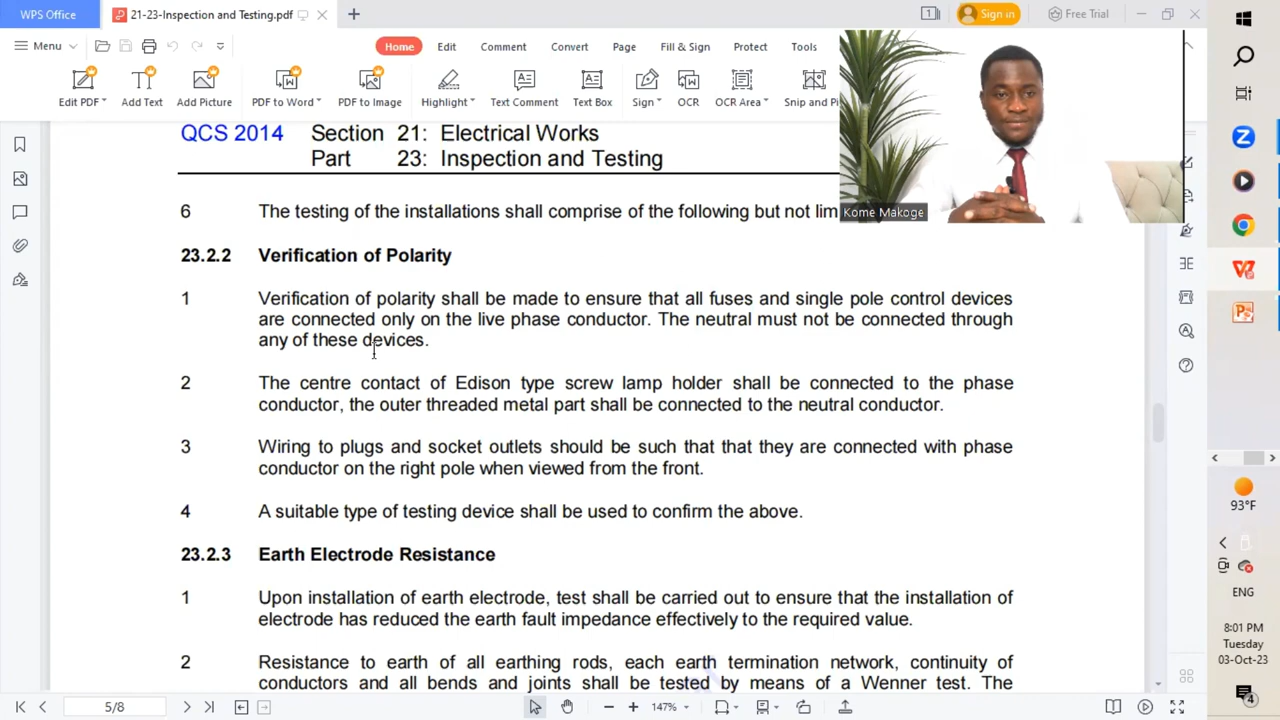 WPS Office
21-23-Inspection and Testing.pdf
1
Sign in
Free Trial
Menu
Home
Edit
Comment
Convert
Page
Fill & Sign
Protect
Tools
Edit PDF
Add Text
Add Picture
PDF to Word
PDF to Image
Highlight
Text Comment
Text Box
Sign
OCR
OCR Area
Snip and Pi
QCS 2014 Section 21: Electrical Works
Part 23: Inspection and Testing
Kome Makoge
6 The testing of the installations shall comprise of the following but not lim
23.2.2 Verification of Polarity
1 Verification of polarity shall be made to ensure that all fuses and single pole control devices
are connected only on the live phase conductor. The neutral must not be connected through
any of these devices.
2 The centre contact of Edison type screw lamp holder shall be connected to the phase
conductor, the outer threaded metal part shall be connected to the neutral conductor.
3 Wiring to plugs and socket outlets should be such that that they are connected with phase
conductor on the right pole when viewed from the front.
4 A suitable type of testing device shall be used to confirm the above.
23.2.3 Earth Electrode Resistance
1 Upon installation of earth electrode, test shall be carried out to ensure that the installation of
electrode has reduced the earth fault impedance effectively to the required value.
2 Resistance to earth of all earthing rods, each earth termination network, continuity of
conductors and all bends and joints shall be tested by means of a Wenner test. The
5/8
147%
93°F
ENG
8:01 PM
Tuesday
03-Oct-23
4